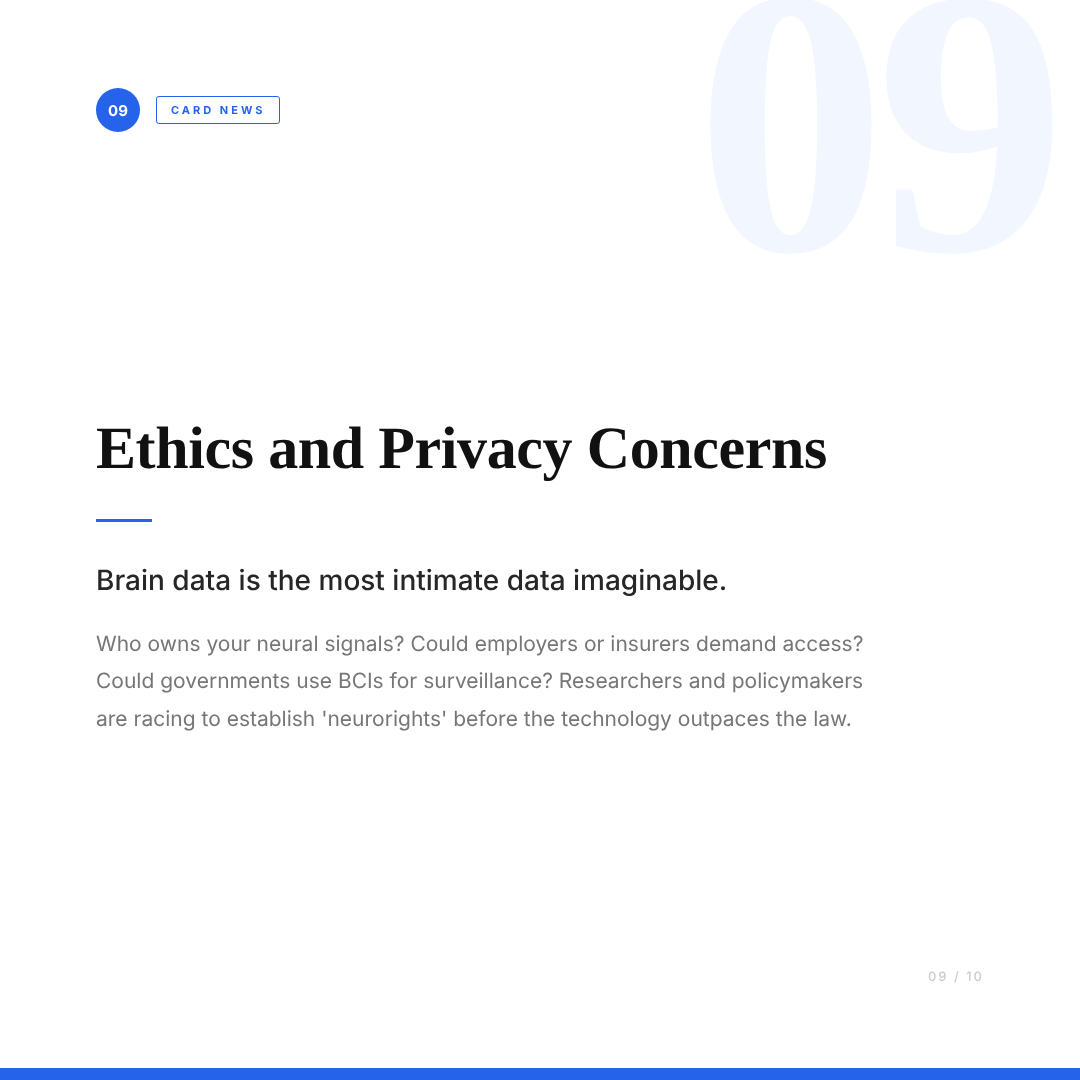 09
09
CARD NEWS
Ethics and Privacy Concerns
Brain data is the most intimate data imaginable.
Who owns your neural signals? Could employers or insurers demand access?
Could governments use BCIs for surveillance? Researchers and policymakers
are racing to establish 'neurorights' before the technology outpaces the law.
09 / 10